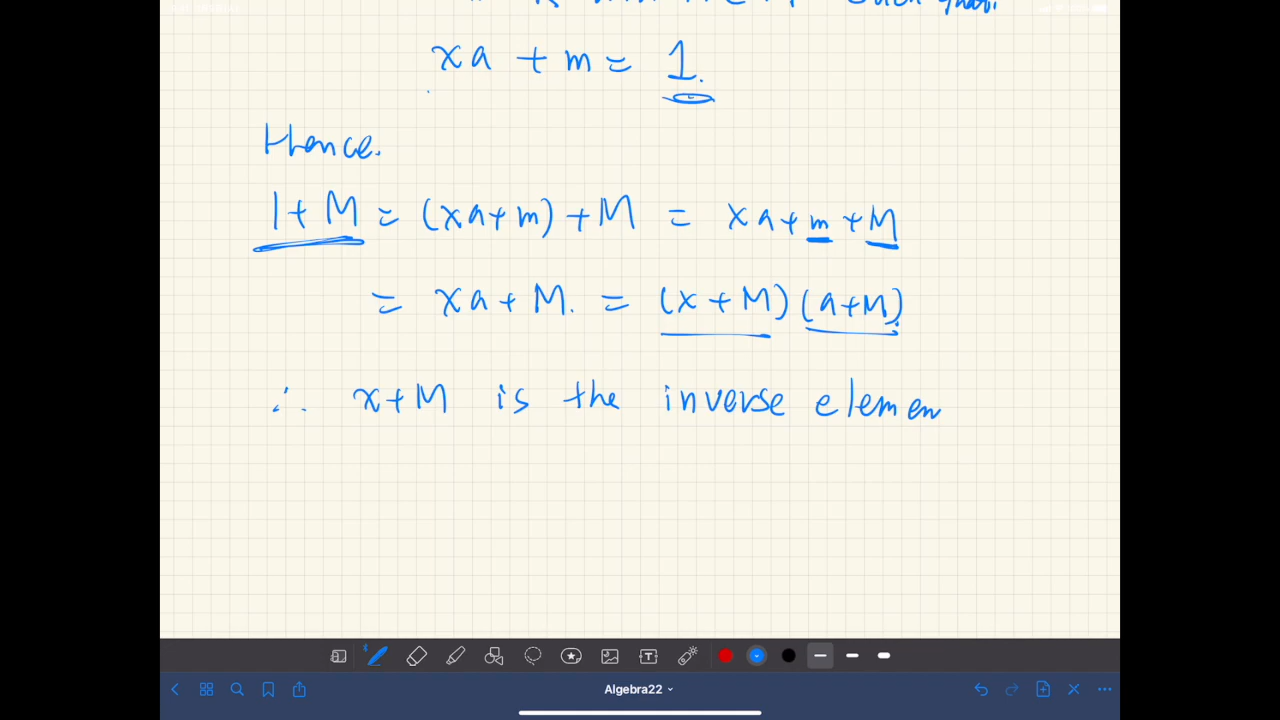 xa + m = 1.
Hence.
1 + M = (xa+m) + M = xa + m + M
= xa + M. = (x + M) (a+M)
∴ x+M is the inverse elemen
Algebra22